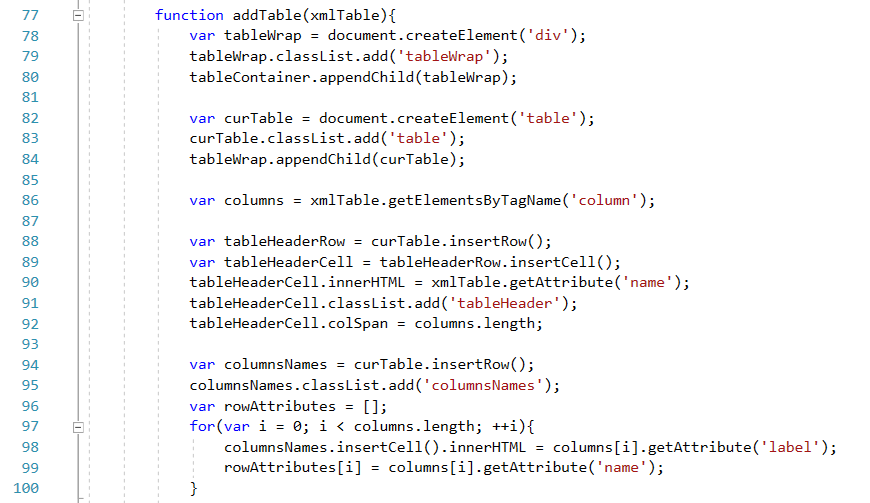 77 function addTable(xmlTable){
78 var tableWrap = document.createElement('div');
79 tableWrap.classList.add('tableWrap');
80 tableContainer.appendChild(tableWrap);
81
82 var curTable = document.createElement('table');
83 curTable.classList.add('table');
84 tableWrap.appendChild(curTable);
85
86 var columns = xmlTable.getElementsByTagName('column');
87
88 var tableHeaderRow = curTable.insertRow();
89 var tableHeaderCell = tableHeaderRow.insertCell();
90 tableHeaderCell.innerHTML = xmlTable.getAttribute('name');
91 tableHeaderCell.classList.add('tableHeader');
92 tableHeaderCell.colSpan = columns.length;
93
94 var columnsNames = curTable.insertRow();
95 columnsNames.classList.add('columnsNames');
96 var rowAttributes = [];
97 for(var i = 0; i < columns.length; ++i){
98 columnsNames.insertCell().innerHTML = columns[i].getAttribute('label');
99 rowAttributes[i] = columns[i].getAttribute('name');
100 }